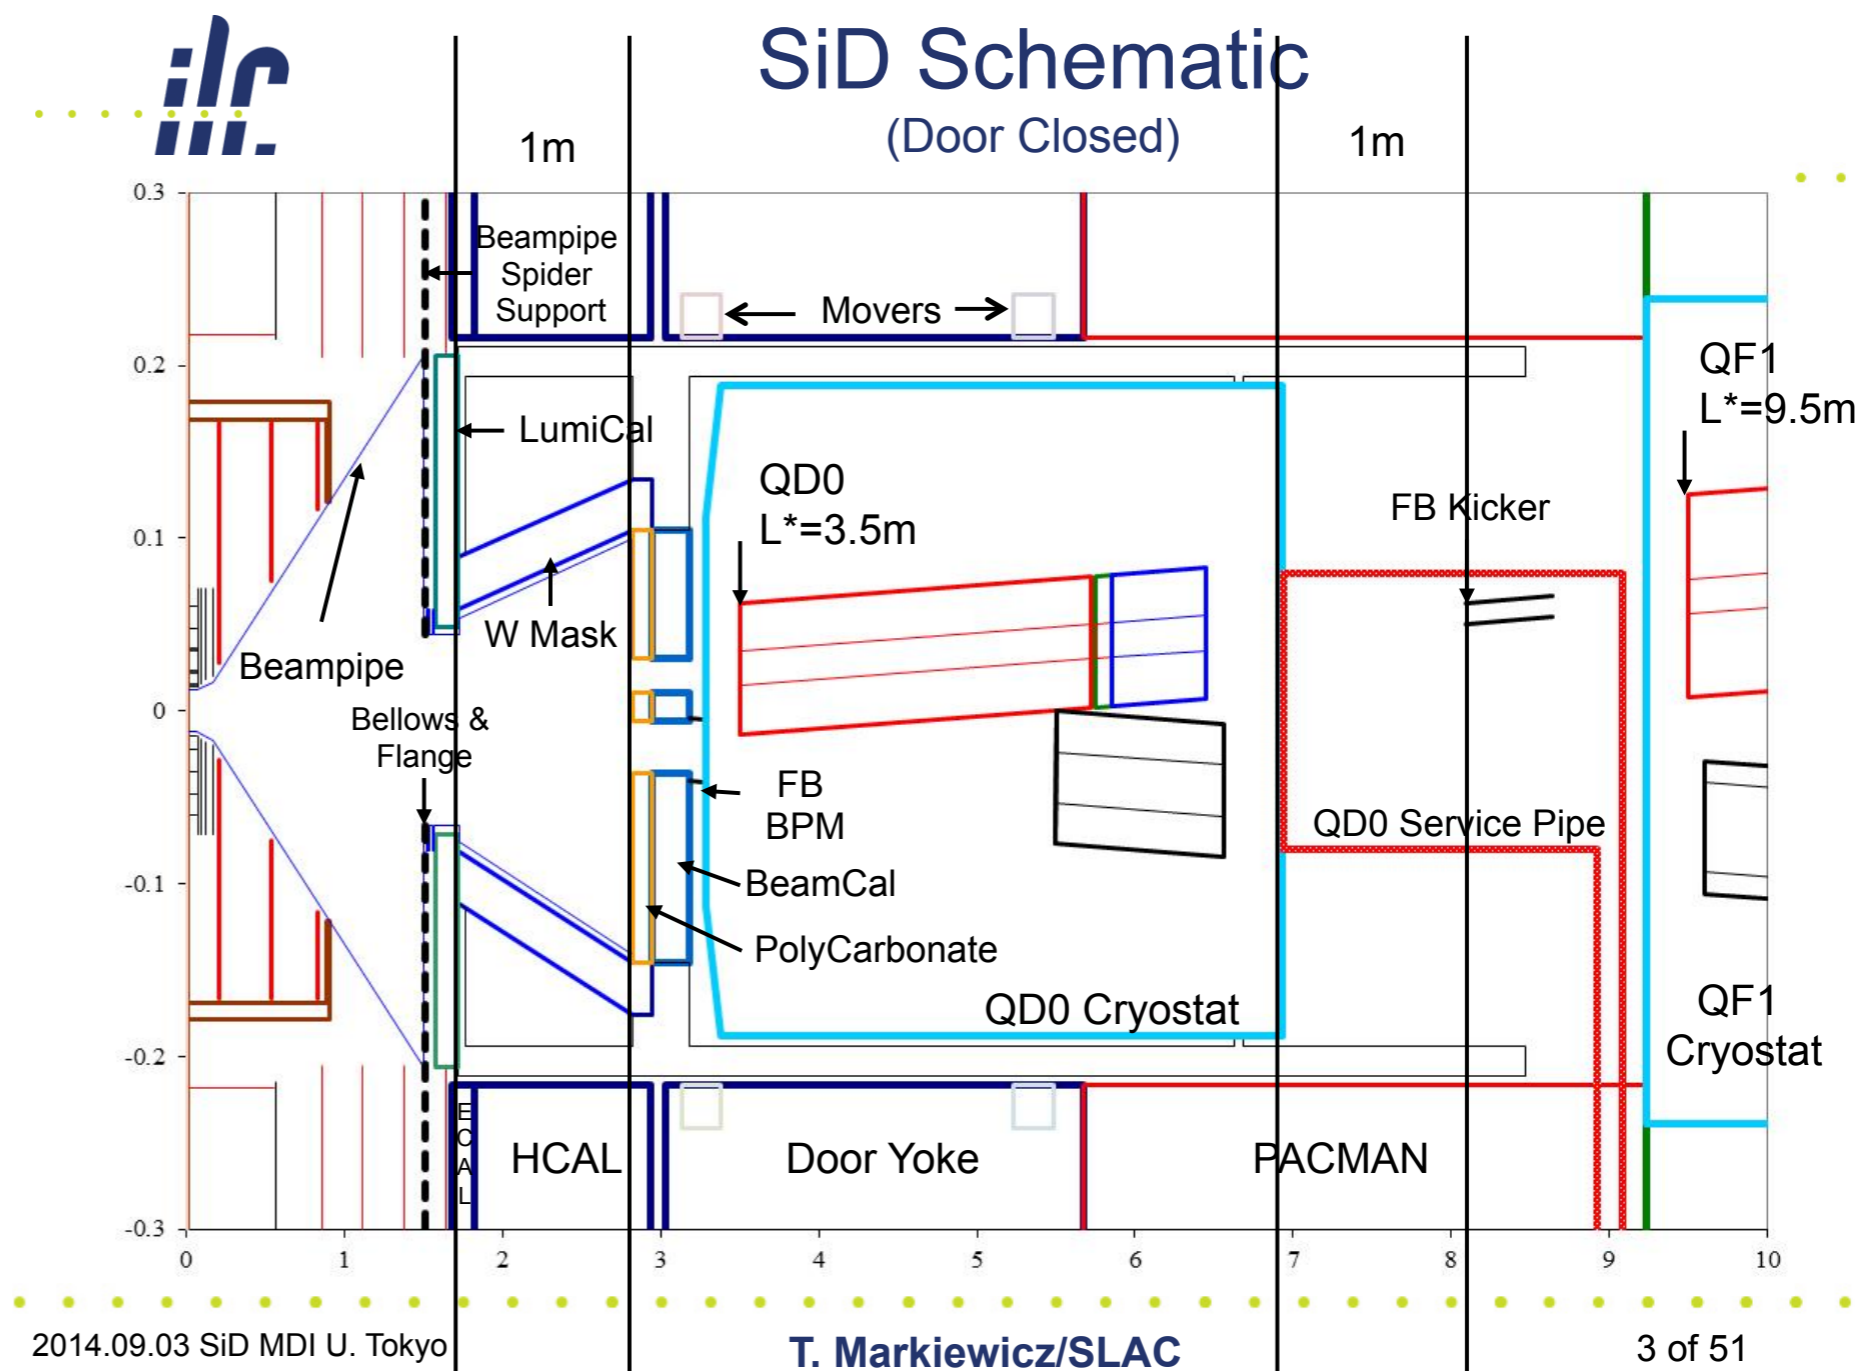 ilc
SiD Schematic
(Door Closed)
1m
1m
0.3
0.2
0.1
0
-0.1
-0.2
-0.3
Beampipe
Spider
Support
Movers
QF1
L*=9.5m
LumiCal
QD0
L*=3.5m
FB Kicker
W Mask
Beampipe
Bellows &
Flange
FB
BPM
QD0 Service Pipe
BeamCal
PolyCarbonate
QD0 Cryostat
QF1
Cryostat
ECAL
HCAL
Door Yoke
PACMAN
0 1 2 3 4 5 6 7 8 9 10
2014.09.03 SiD MDI U. Tokyo
T. Markiewicz/SLAC
3 of 51